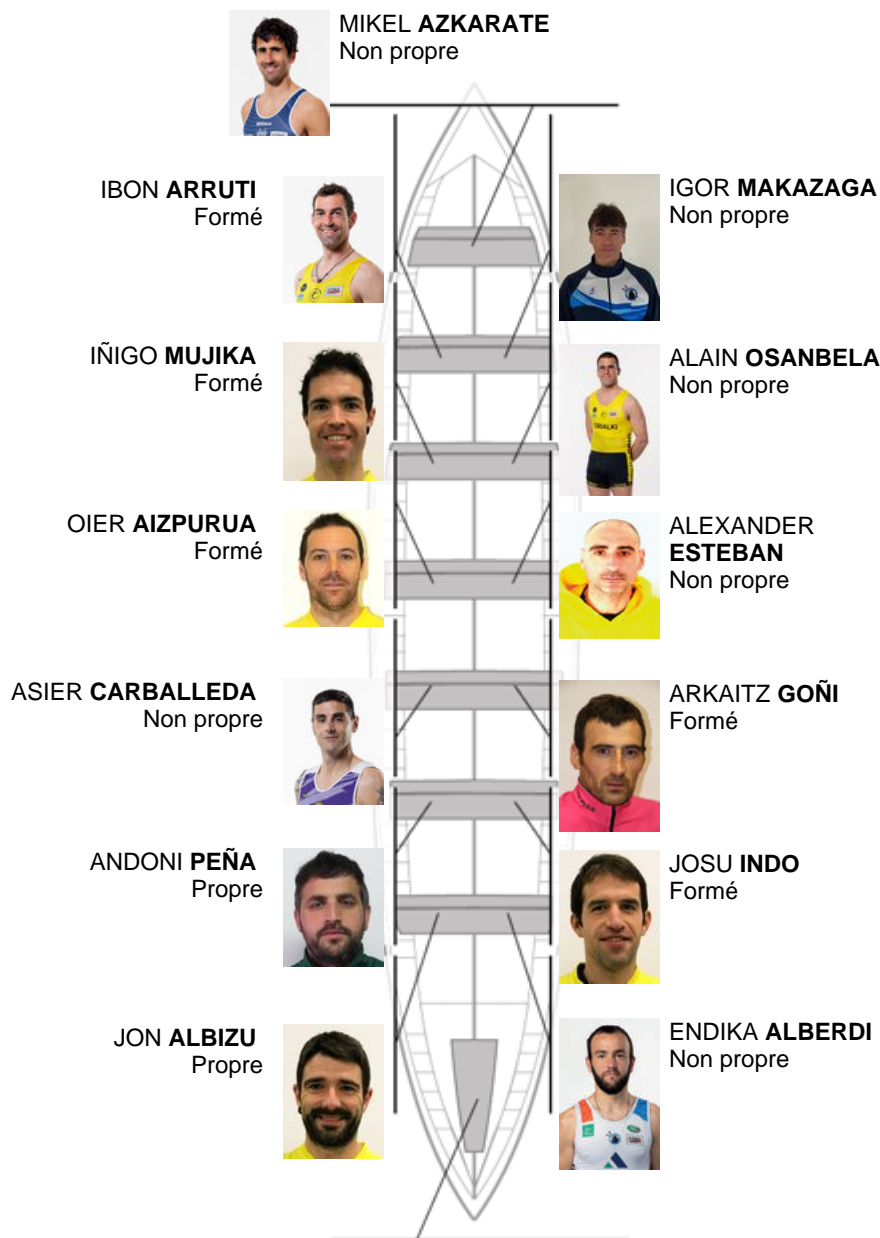 MIKEL AZKARATE
Non propre
IBON ARRUTI
Formé
IGOR MAKAZAGA
Non propre
IÑIGO MUJIKA
Formé
ALAIN OSANBELA
Non propre
OIER AIZPURUA
Formé
ALEXANDER
ESTEBAN
Non propre
ASIER CARBALLEDA
Non propre
ARKAITZ GOÑI
Formé
ANDONI PEÑA
Propre
JOSU INDO
Formé
JON ALBIZU
Propre
ENDIKA ALBERDI
Non propre